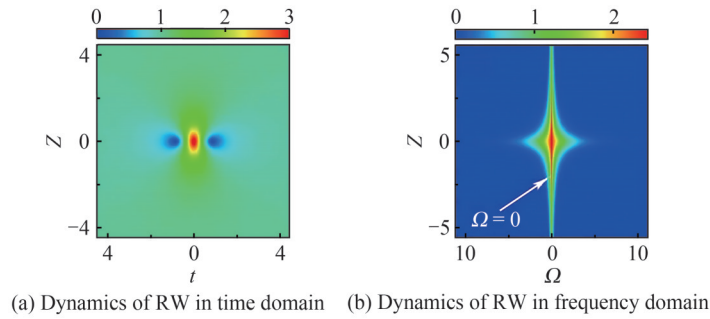 0 1 2 3
0 1 2
4
Z 0
−4
−4 0 4
t
5
Z 0
−5
Ω=0
10 0 10
Ω
(a) Dynamics of RW in time domain (b) Dynamics of RW in frequency domain